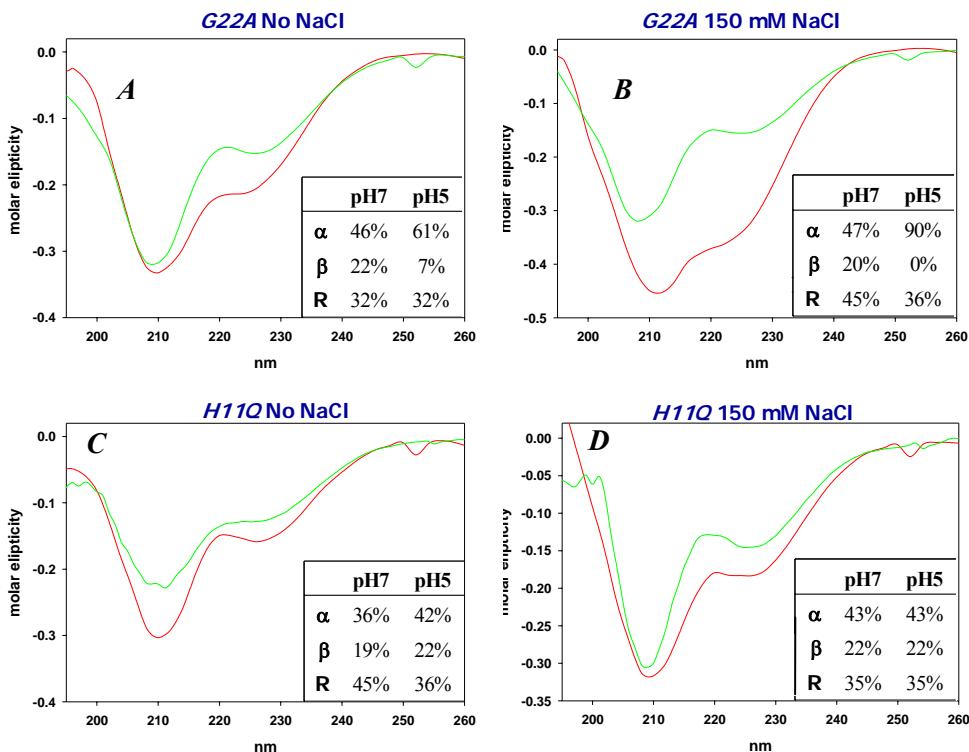 G22A No NaCl
A
molar elipticity
0.0
-0.1
-0.2
-0.3
-0.4
200 210 220 230 240 250 260
nm
pH7 pH5
α 46% 61%
β 22% 7%
R 32% 32%
G22A 150 mM NaCl
B
molar elipticity
0.0
-0.1
-0.2
-0.3
-0.4
-0.5
200 210 220 230 240 250 260
nm
pH7 pH5
α 47% 90%
β 20% 0%
R 45% 36%
H11Q No NaCl
C
molar elipticity
0.0
-0.1
-0.2
-0.3
-0.4
200 210 220 230 240 250 260
nm
pH7 pH5
α 36% 42%
β 19% 22%
R 45% 36%
H11Q 150 mM NaCl
D
molar elipticity
0.00
-0.05
-0.10
-0.15
-0.20
-0.25
-0.30
-0.35
200 210 220 230 240 250 260
nm
pH7 pH5
α 43% 43%
β 22% 22%
R 35% 35%